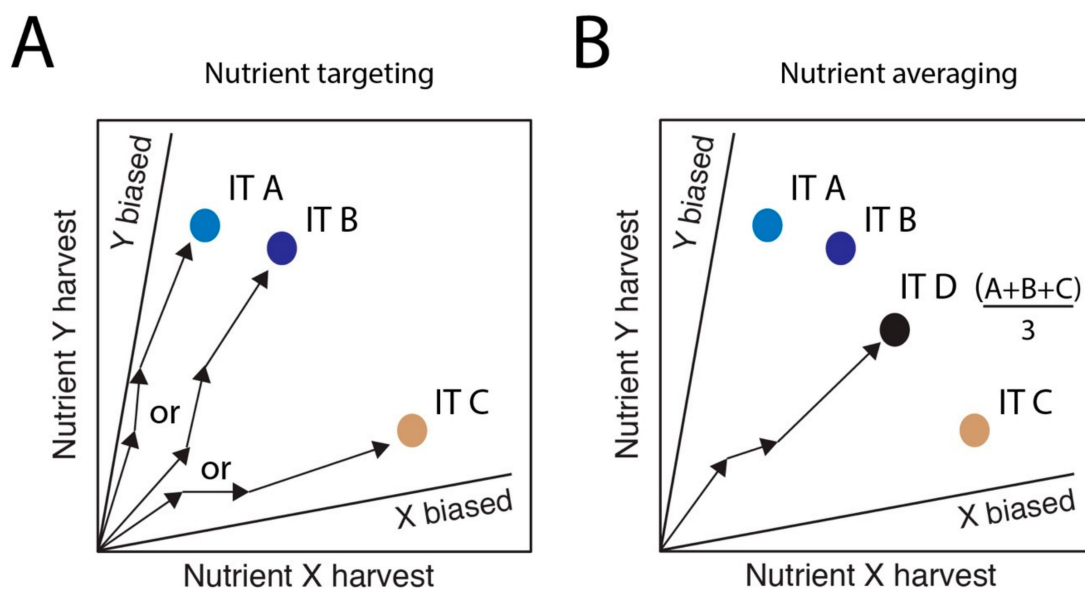 A
Nutrient targeting
Nutrient Y harvest
Y biased
IT A
IT B
or
or
IT C
X biased
Nutrient X harvest
B
Nutrient averaging
Nutrient Y harvest
Y biased
IT A
IT B
IT D (A+B+C)
3
IT C
X biased
Nutrient X harvest